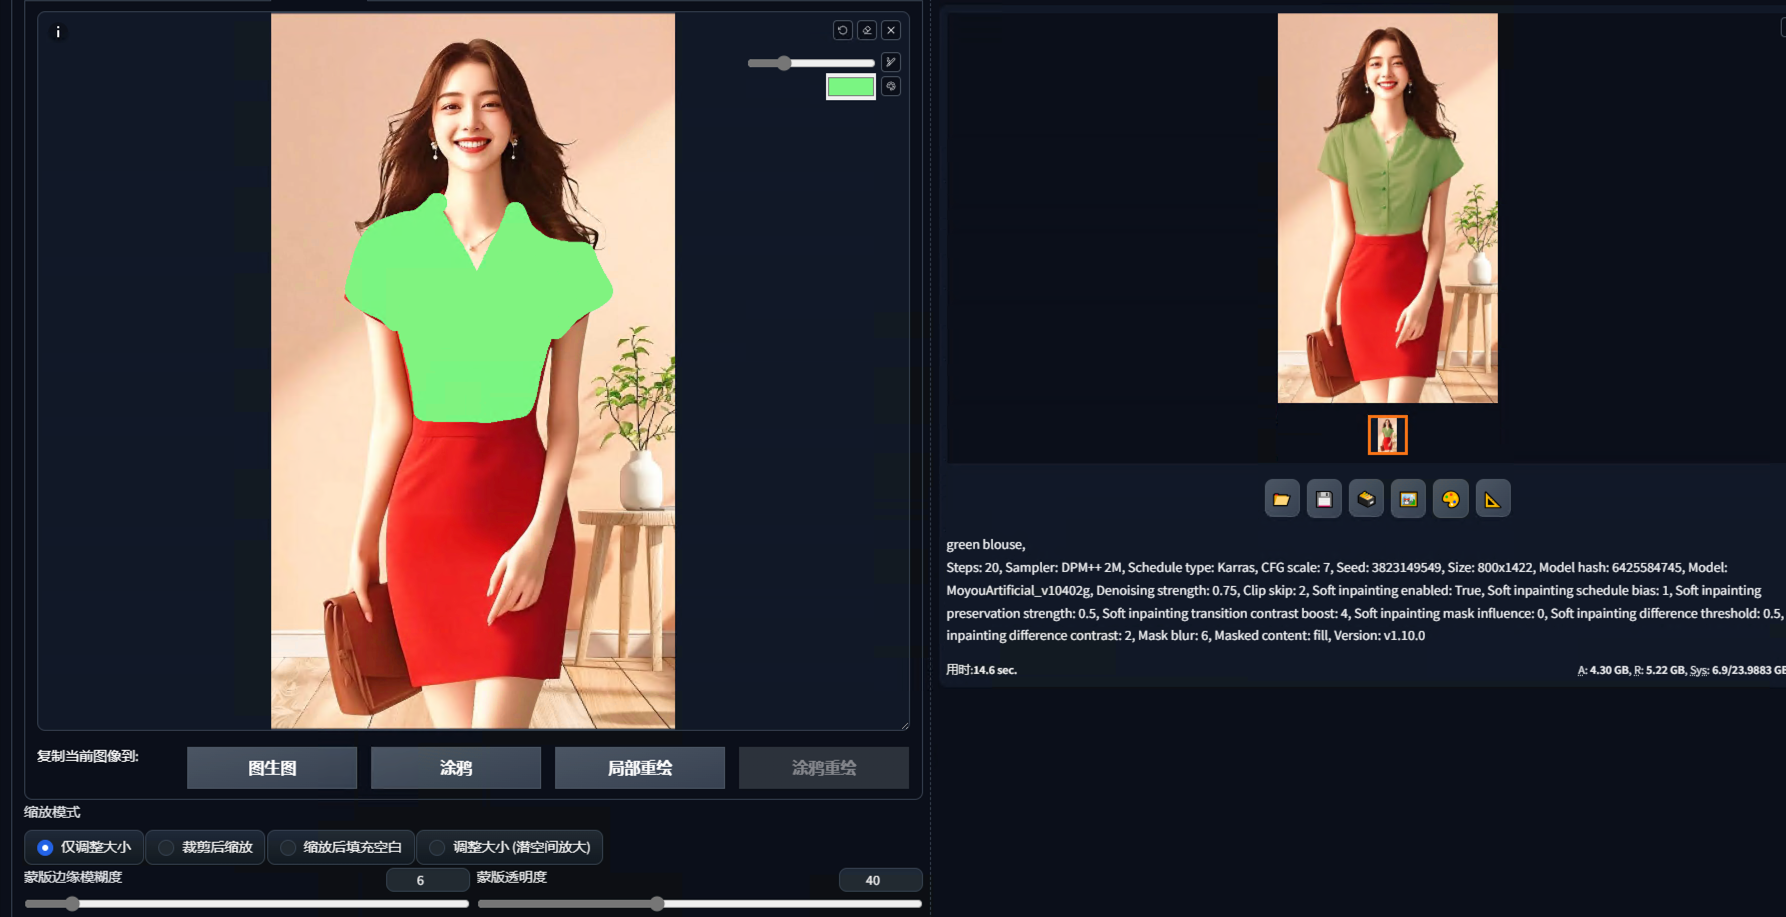 复制当前图像到:
图生图
涂鸦
局部重绘
涂鸦重绘
缩放模式
仅调整大小
裁剪后缩放
缩放后填充空白
调整大小 (潜空间放大)
蒙版边缘模糊度
6
蒙版透明度
40
green blouse,
Steps: 20, Sampler: DPM++ 2M, Schedule type: Karras, CFG scale: 7, Seed: 3823149549, Size: 800x1422, Model hash: 6425584745, Model:
MoyouArtificial_v10402g, Denoising strength: 0.75, Clip skip: 2, Soft inpainting enabled: True, Soft inpainting schedule bias: 1, Soft inpainting
preservation strength: 0.5, Soft inpainting transition contrast boost: 4, Soft inpainting mask influence: 0, Soft inpainting difference threshold: 0.5,
inpainting difference contrast: 2, Mask blur: 6, Masked content: fill, Version: v1.10.0
用时:14.6 sec.
A: 4.30 GB, R: 5.22 GB, Sys: 6.9/23.9883 GB